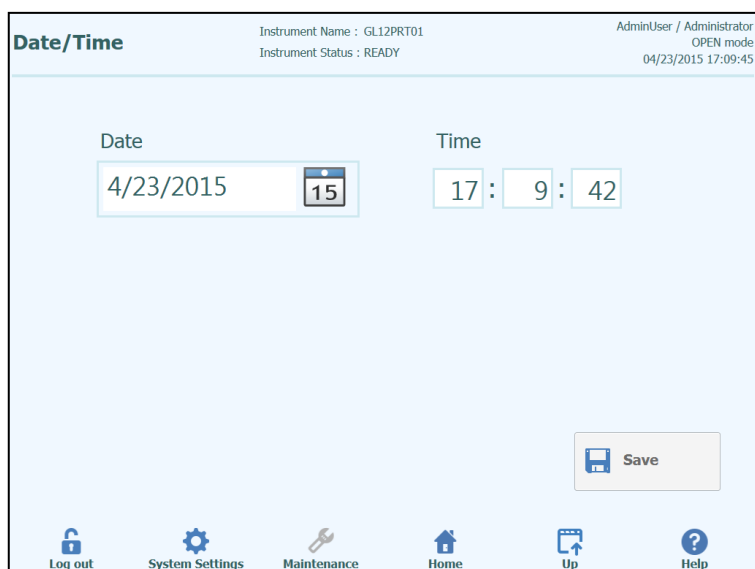 Date/Time
Instrument Name : GL12PRT01
Instrument Status : READY
AdminUser / Administrator
OPEN mode
04/23/2015 17:09:45
Date
Time
4/23/2015
15
17 : 9 : 42
Save
Log out
System Settings
Maintenance
Home
Up
Help